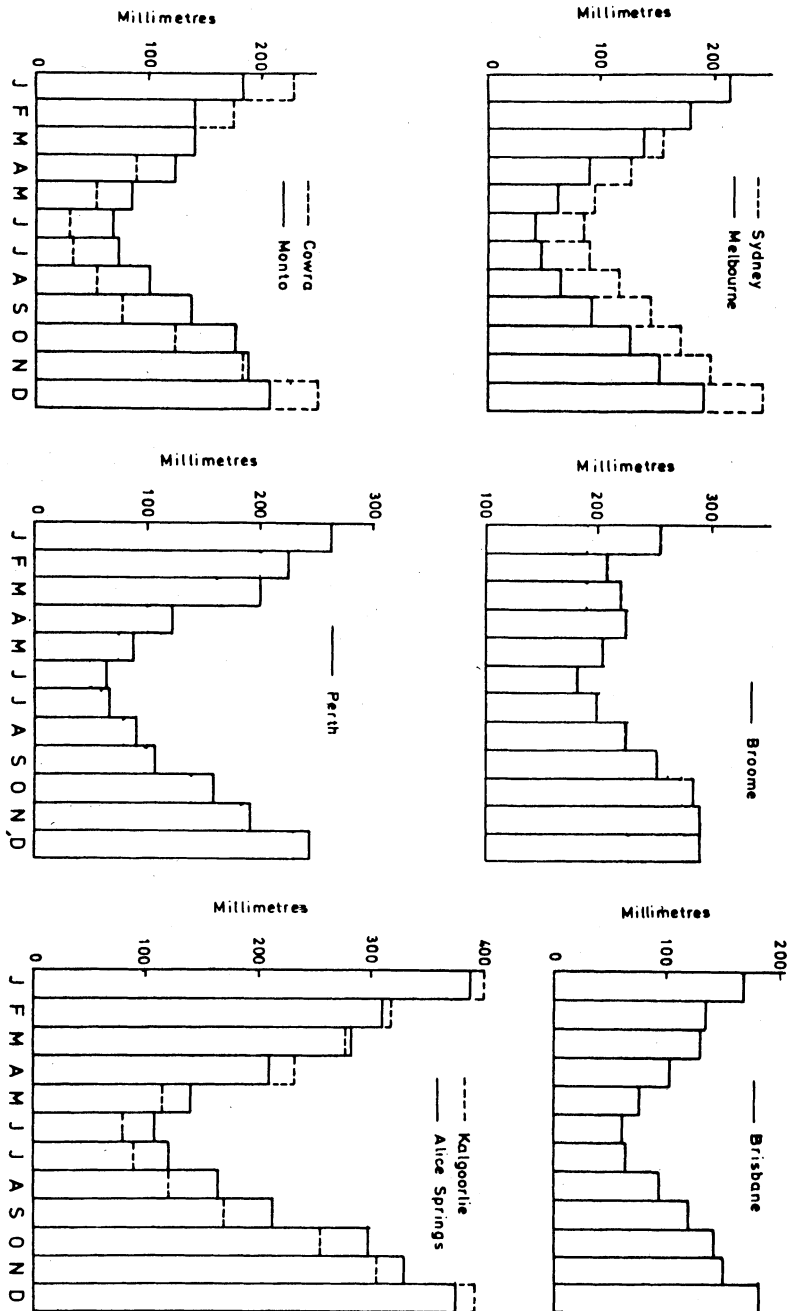 Millimetres
200
100
0
Sydney
Melbourne
Millimetres
300
200
100
Broome
Millimetres
200
100
0
Brisbane
Millimetres
200
100
0
Cowra
Monto
J F M A M J J A S O N D
Millimetres
300
200
100
0
Perth
J F M A M J J A S O N D
Millimetres
400
300
200
100
0
Kalgoorlie
Alice Springs
J F M A M J J A S O N D